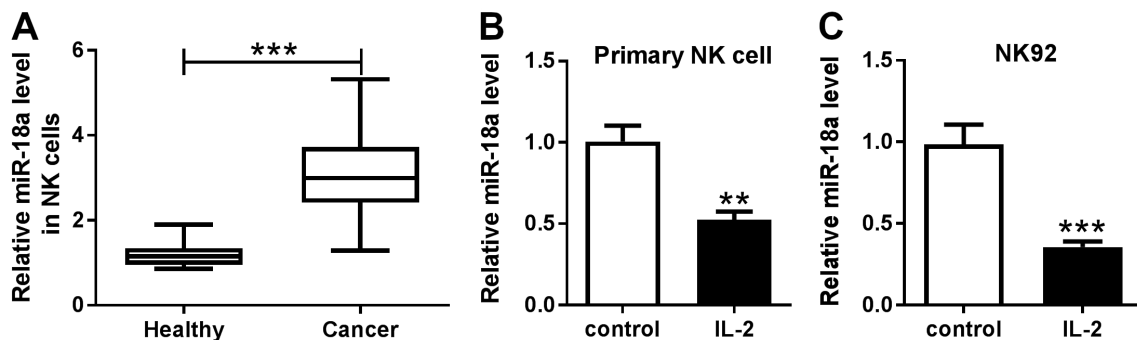 A
Relative miR-18a level
in NK cells
6
4
2
0
***
Healthy
Cancer
B
Primary NK cell
Relative miR-18a level
1.5
1.0
0.5
0.0
**
control
IL-2
C
NK92
Relative miR-18a level
1.5
1.0
0.5
0.0
***
control
IL-2